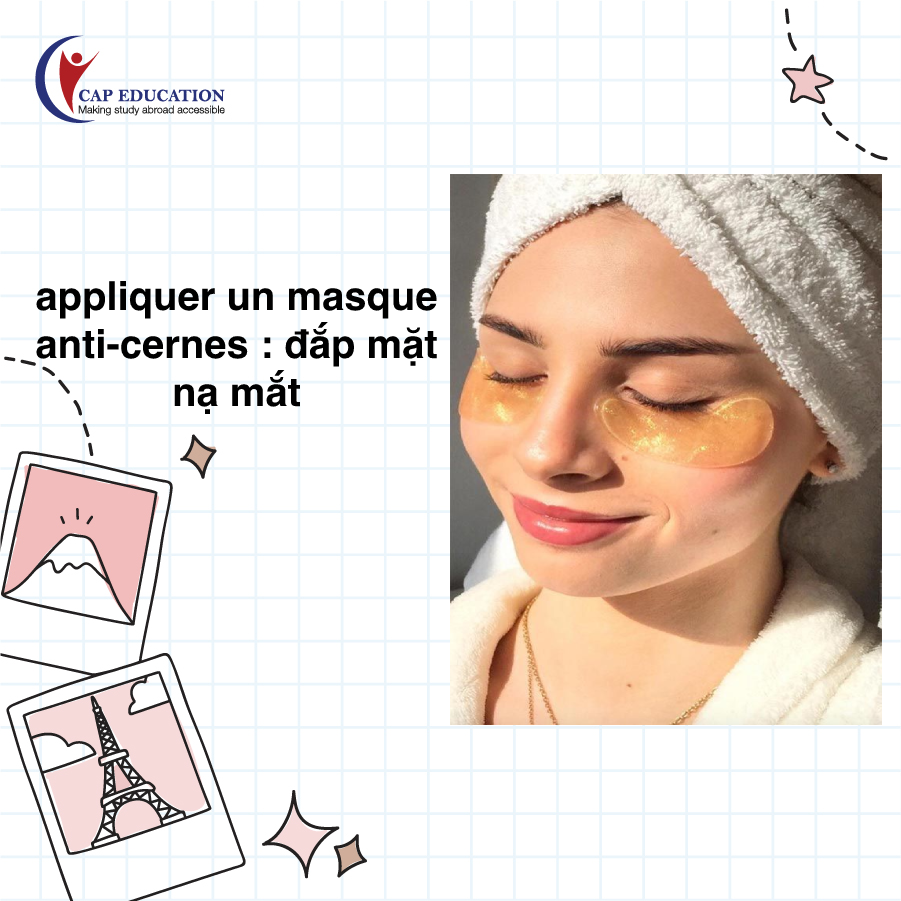 CAP EDUCATION
Making study abroad accessible
appliquer un masque
anti-cernes : đắp mặt
nạ mắt